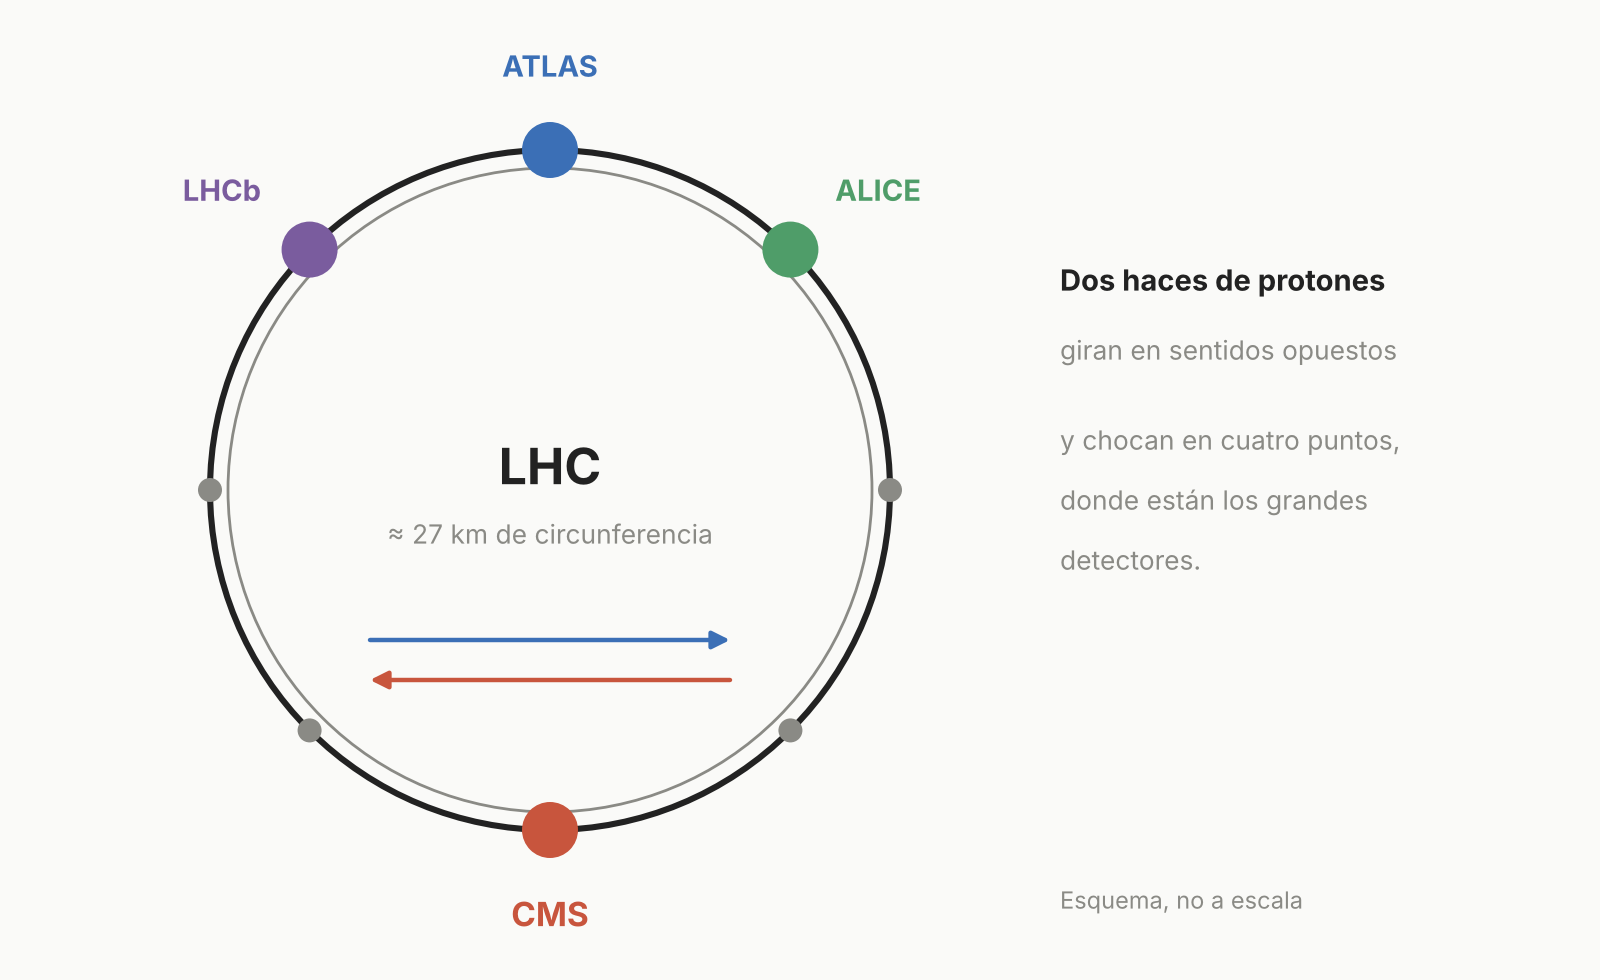 ATLAS
LHCb
ALICE
LHC
≈ 27 km de circunferencia
CMS
Dos haces de protones
giran en sentidos opuestos
y chocan en cuatro puntos,
donde están los grandes
detectores.
Esquema, no a escala